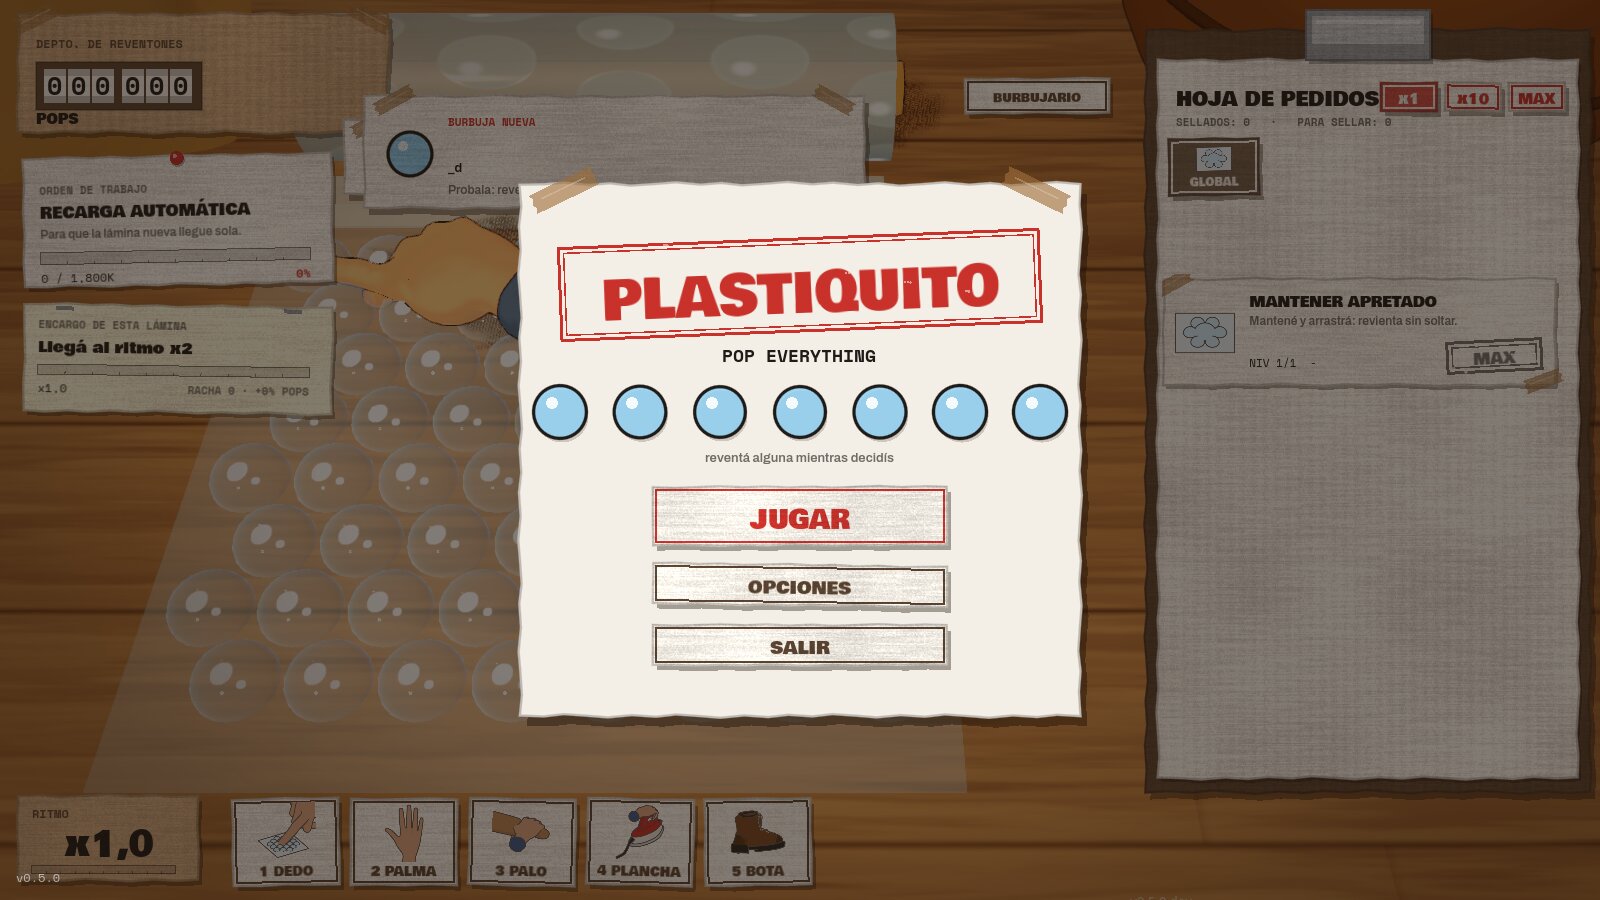 DEPTO. DE REVENTONES
000 000
POPS
ORDEN DE TRABAJO
RECARGA AUTOMÁTICA
Para que la lámina nueva llegue sola.
0 / 1.800K
0%
ENCARGO DE ESTA LÁMINA
Llegá al ritmo x2
x1.0
RACHA 0 · +0% POPS
BURBUJA NUEVA
_d
Probala: reve
BURBUJARIO
PLASTIQUITO
POP EVERYTHING
reventá alguna mientras decidís
JUGAR
OPCIONES
SALIR
HOJA DE PEDIDOS
x1
x10
MAX
SELLADOS: 0 · PARA SELLAR: 0
GLOBAL
MANTENER APRETADO
Mantené y arrastrá: revienta sin soltar.
NIV 1/1 -
MAX
RITMO
x1,0
v0.5.0
1 DEDO
2 PALMA
3 PALO
4 PLANCHA
5 BOTA